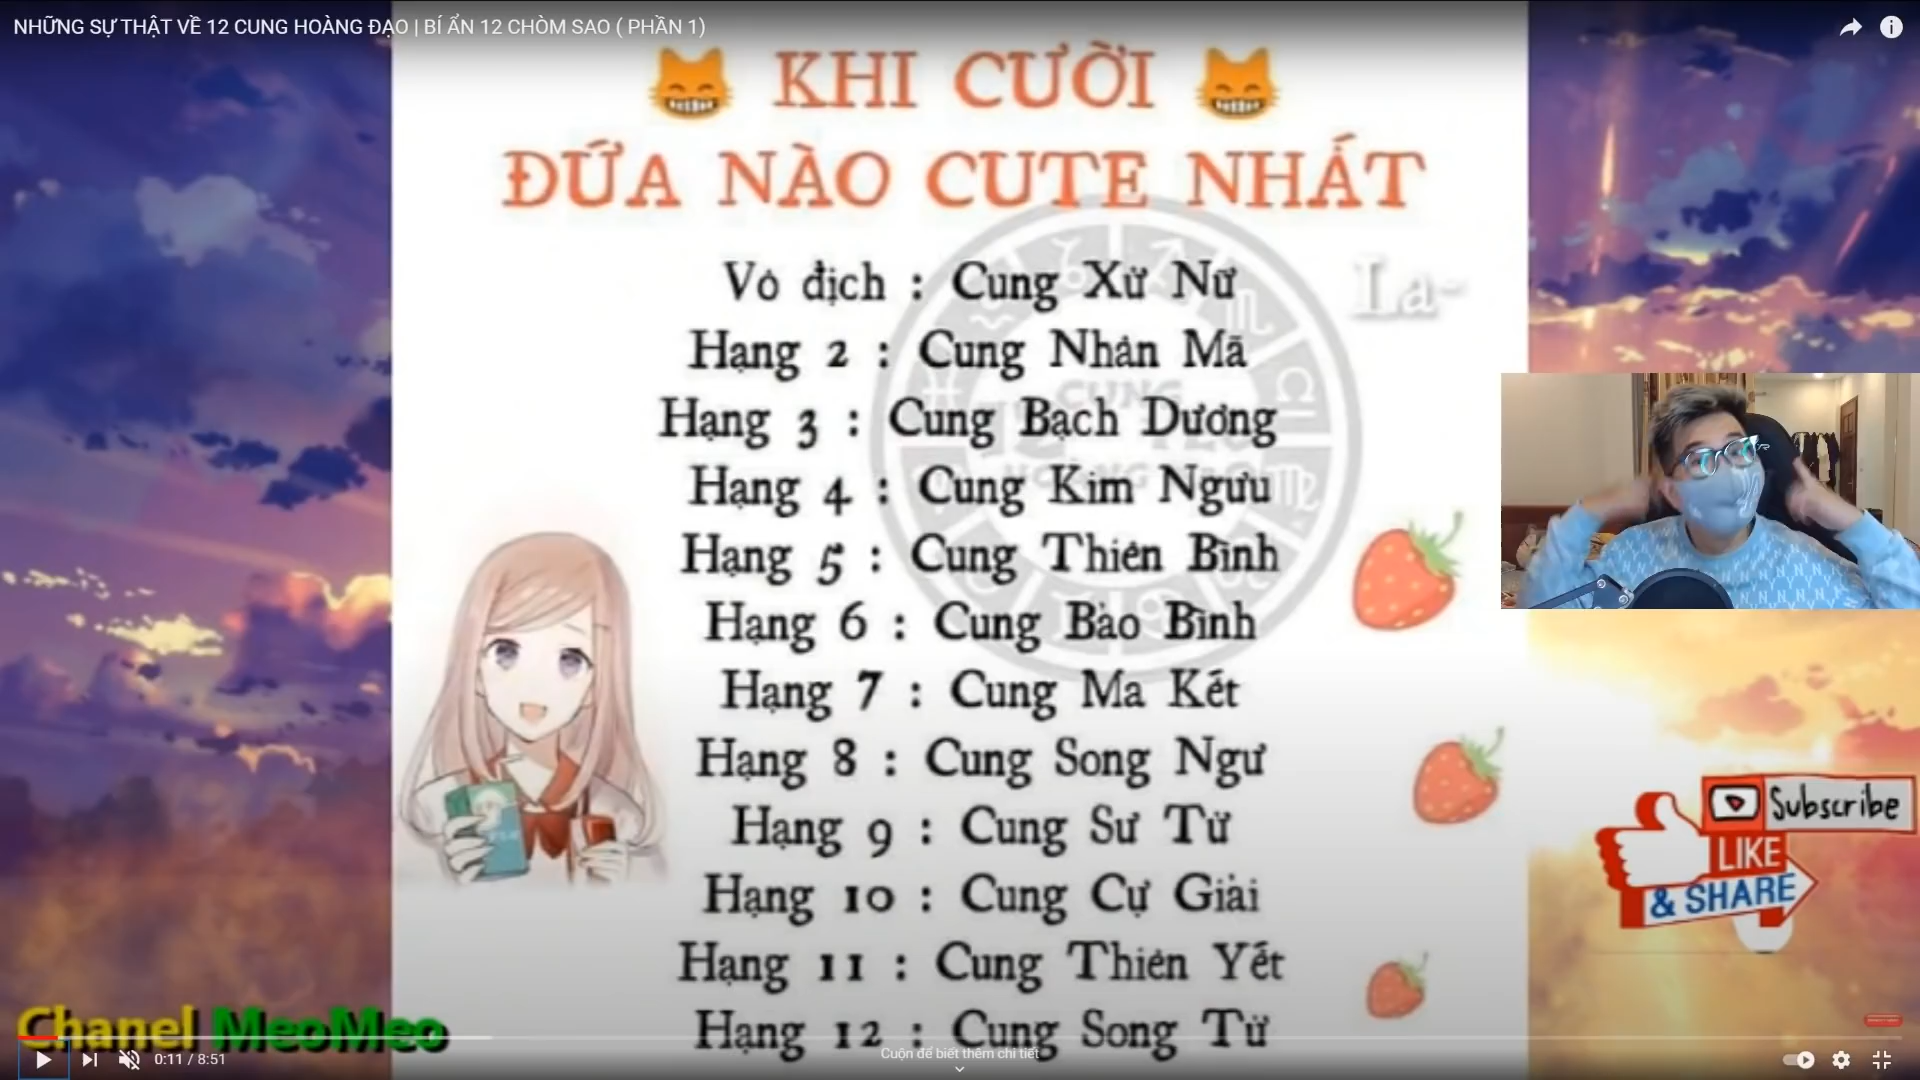 NHỮNG SỰ THẬT VỀ 12 CUNG HOÀNG ĐẠO | BÍ ẨN 12 CHÒM SAO ( PHẦN 1)
KHI CƯỜI
ĐỨA NÀO CUTE NHẤT
La-
Vô địch : Cung Xử Nữ
Hạng 2 : Cung Nhân Mã
Hạng 3 : Cung Bạch Dương
Hạng 4 : Cung Kim Ngưu
Hạng 5 : Cung Thiên Bình
Hạng 6 : Cung Bảo Bình
Hạng 7 : Cung Ma Kết
Hạng 8 : Cung Song Ngư
Hạng 9 : Cung Sư Tử
Hạng 10 : Cung Cự Giải
Hạng 11 : Cung Thiên Yết
Hạng 12 : Cung Song Tử
Subscribe
LIKE
& SHARE
Chanel MeoMeo
0:11 / 8:51
Cuộn để biết thêm chi tiết